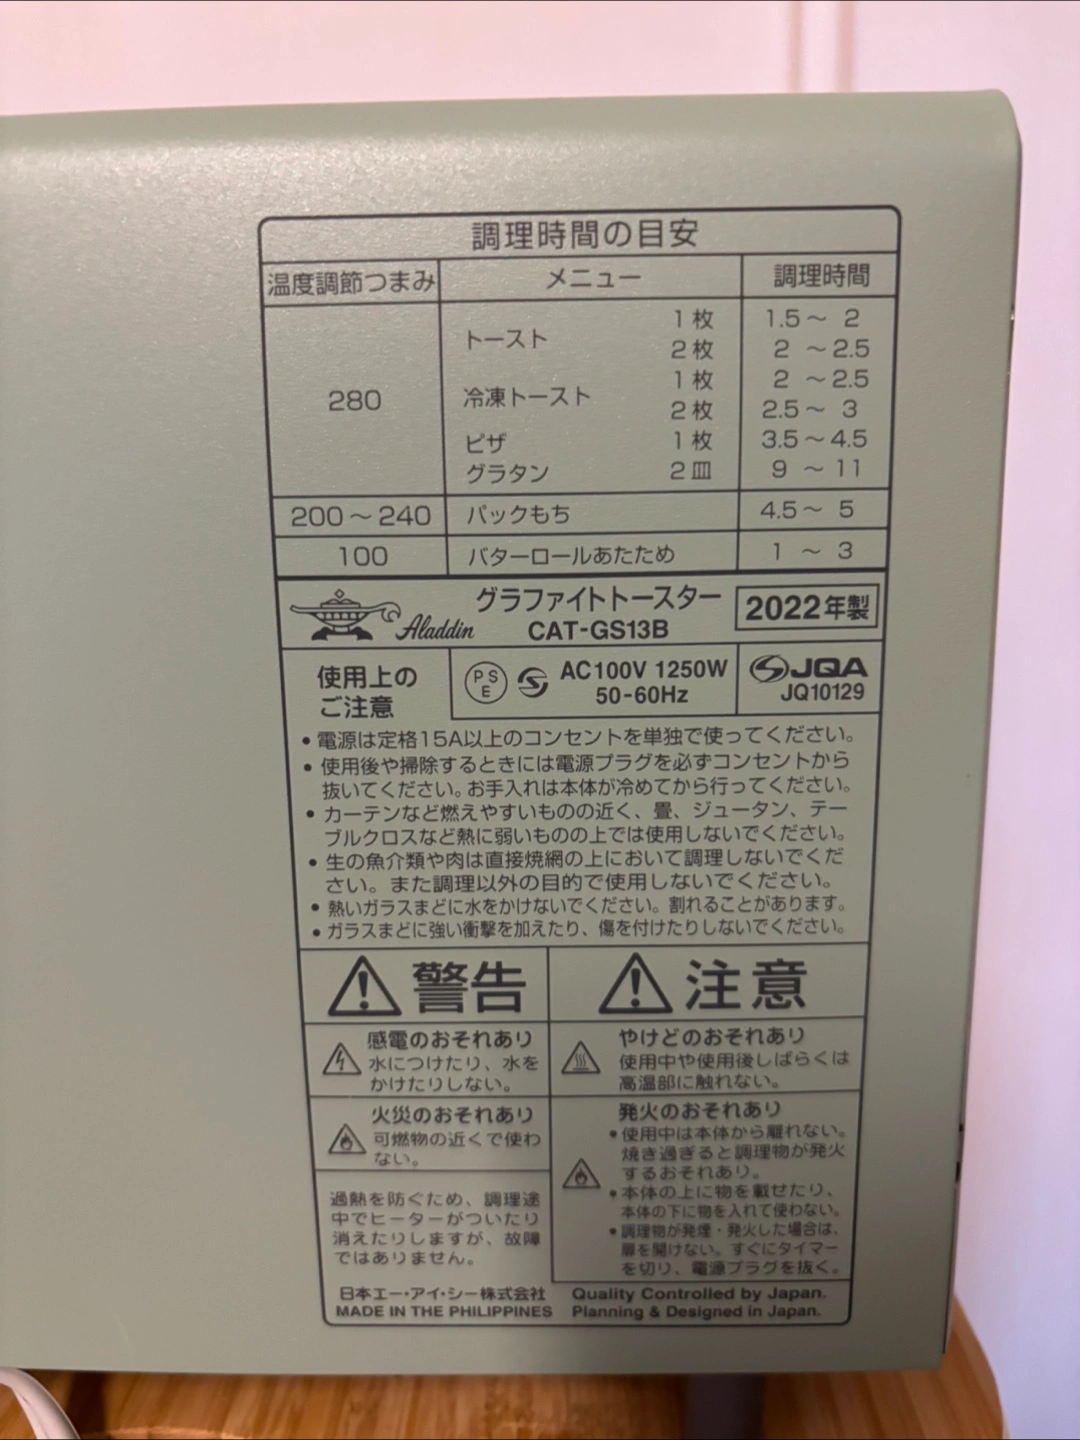 調理時間の目安
温度調節つまみ メニュー 調理時間
280 トースト 1枚 1.5～ 2
2枚 2 ～2.5
冷凍トースト 1枚 2 ～2.5
2枚 2.5～ 3
ピザ 1枚 3.5～4.5
グラタン 2皿 9 ～ 11
200～240 パックもち 4.5～ 5
100 バターロールあたため 1 ～ 3
Aladdin グラファイトトースター CAT-GS13B 2022年製
使用上の
ご注意
PSE AC100V 1250W
50-60Hz
JQA
JQ10129
• 電源は定格15A以上のコンセントを単独で使ってください。
• 使用後や掃除するときには電源プラグを必ずコンセントから
抜いてください。お手入れは本体が冷めてから行ってください。
• カーテンなど燃えやすいものの近く、畳、ジュータン、テー
ブルクロスなど熱に弱いものの上では使用しないでください。
• 生の魚介類や肉は直接焼網の上において調理しないでくだ
さい。また調理以外の目的で使用しないでください。
• 熱いガラスまどに水をかけないでください。割れることがあります。
• ガラスまどに強い衝撃を加えたり、傷を付けたりしないでください。
警告
感電のおそれあり
水につけたり、水を
かけたりしない。
火災のおそれあり
可燃物の近くで使わ
ない。
過熱を防ぐため、調理途
中でヒーターがついたり
消えたりしますが、故障
ではありません。
注意
やけどのおそれあり
使用中や使用後しばらくは
高温部に触れない。
発火のおそれあり
• 使用中は本体から離れない。
焼き過ぎると調理物が発火
するおそれあり。
• 本体の上に物を載せたり、
本体の下に物を入れて使わない。
• 調理物が発煙・発火した場合は、
扉を開けない。すぐにタイマー
を切り、電源プラグを抜く。
日本エー・アイ・シー株式会社 Quality Controlled by Japan.
MADE IN THE PHILIPPINES Planning & Designed in Japan.